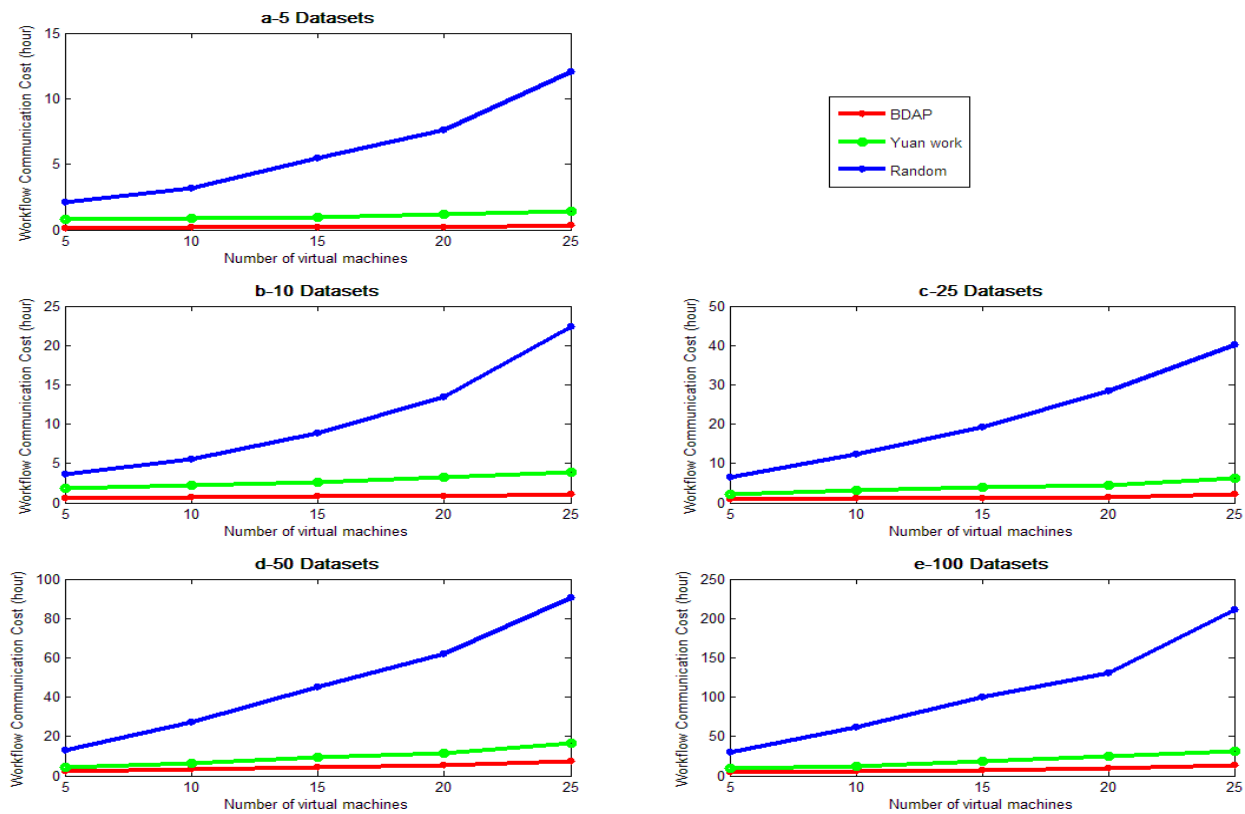 a-5 Datasets
Workflow Communication Cost (hour)
15
10
5
0
5 10 15 20 25
Number of virtual machines
BDAP
Yuan work
Random
b-10 Datasets
Workflow Communication Cost (hour)
25
20
15
10
5
0
5 10 15 20 25
Number of virtual machines
c-25 Datasets
Workflow Communication Cost (hour)
50
40
30
20
10
0
5 10 15 20 25
Number of virtual machines
d-50 Datasets
Workflow Communication Cost (hour)
100
80
60
40
20
0
5 10 15 20 25
Number of virtual machines
e-100 Datasets
Workflow Communication Cost (hour)
250
200
150
100
50
0
5 10 15 20 25
Number of virtual machines